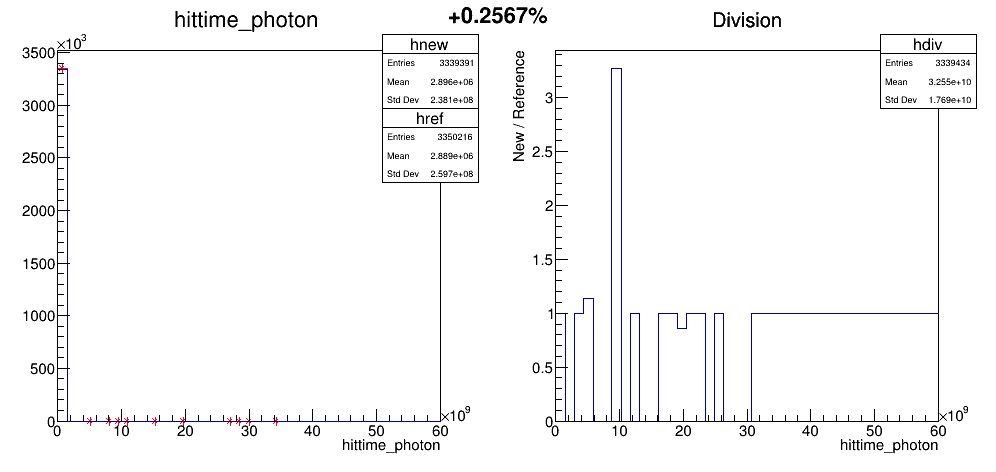 +0.2567%
hittime_photon
×10³
3500
3000
2500
2000
1500
1000
500
0
0 10 20 30 40 50 60
×10⁹
hittime_photon
hnew
Entries 3339391
Mean 2.896e+06
Std Dev 2.381e+08
href
Entries 3350216
Mean 2.889e+06
Std Dev 2.597e+08
Division
New / Reference
3
2.5
2
1.5
1
0.5
0
0 10 20 30 40 50 60
×10⁹
hittime_photon
hdiv
Entries 3339434
Mean 3.255e+10
Std Dev 1.769e+10